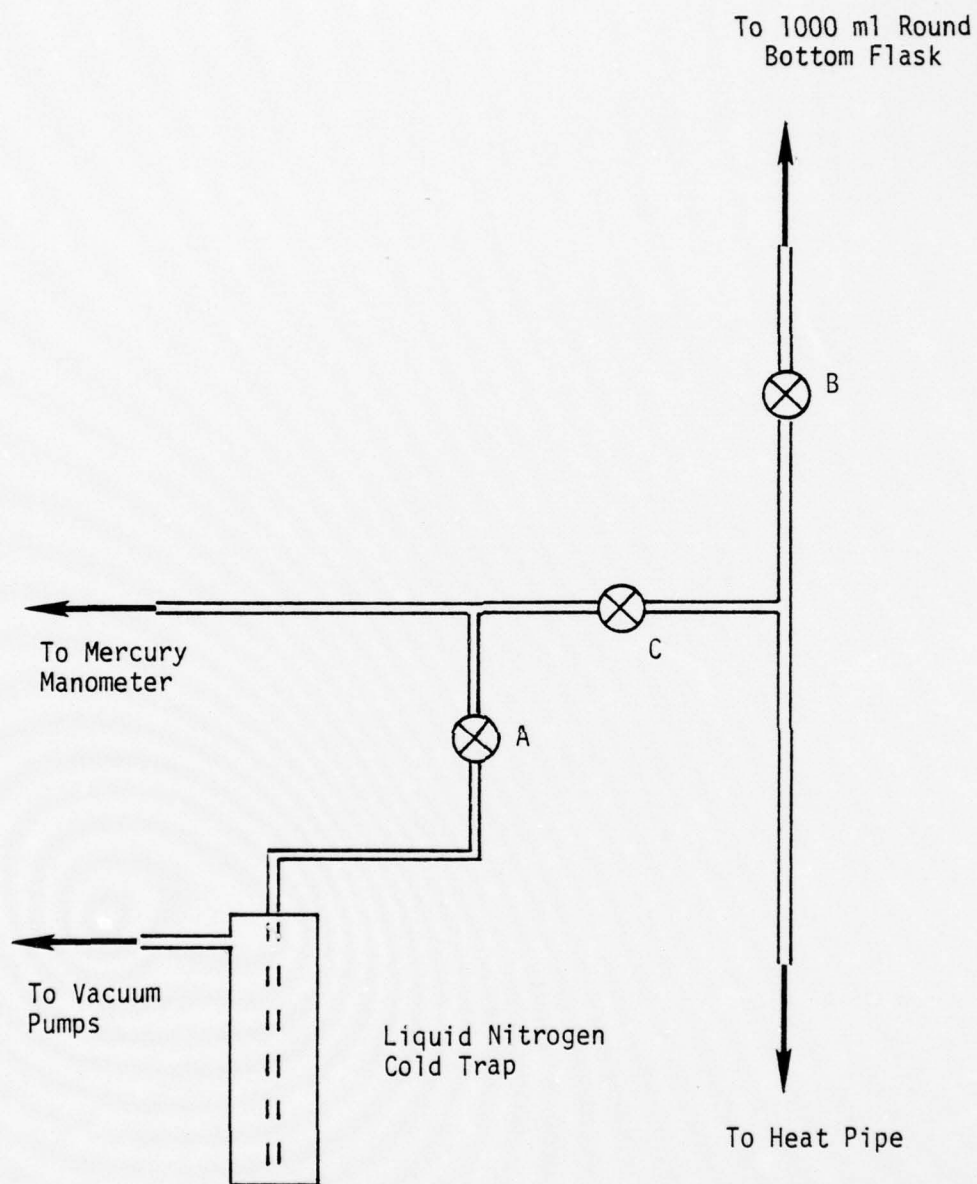 To 1000 ml Round
Bottom Flask
B
To Mercury
Manometer
C
A
To Vacuum
Pumps
Liquid Nitrogen
Cold Trap
To Heat Pipe